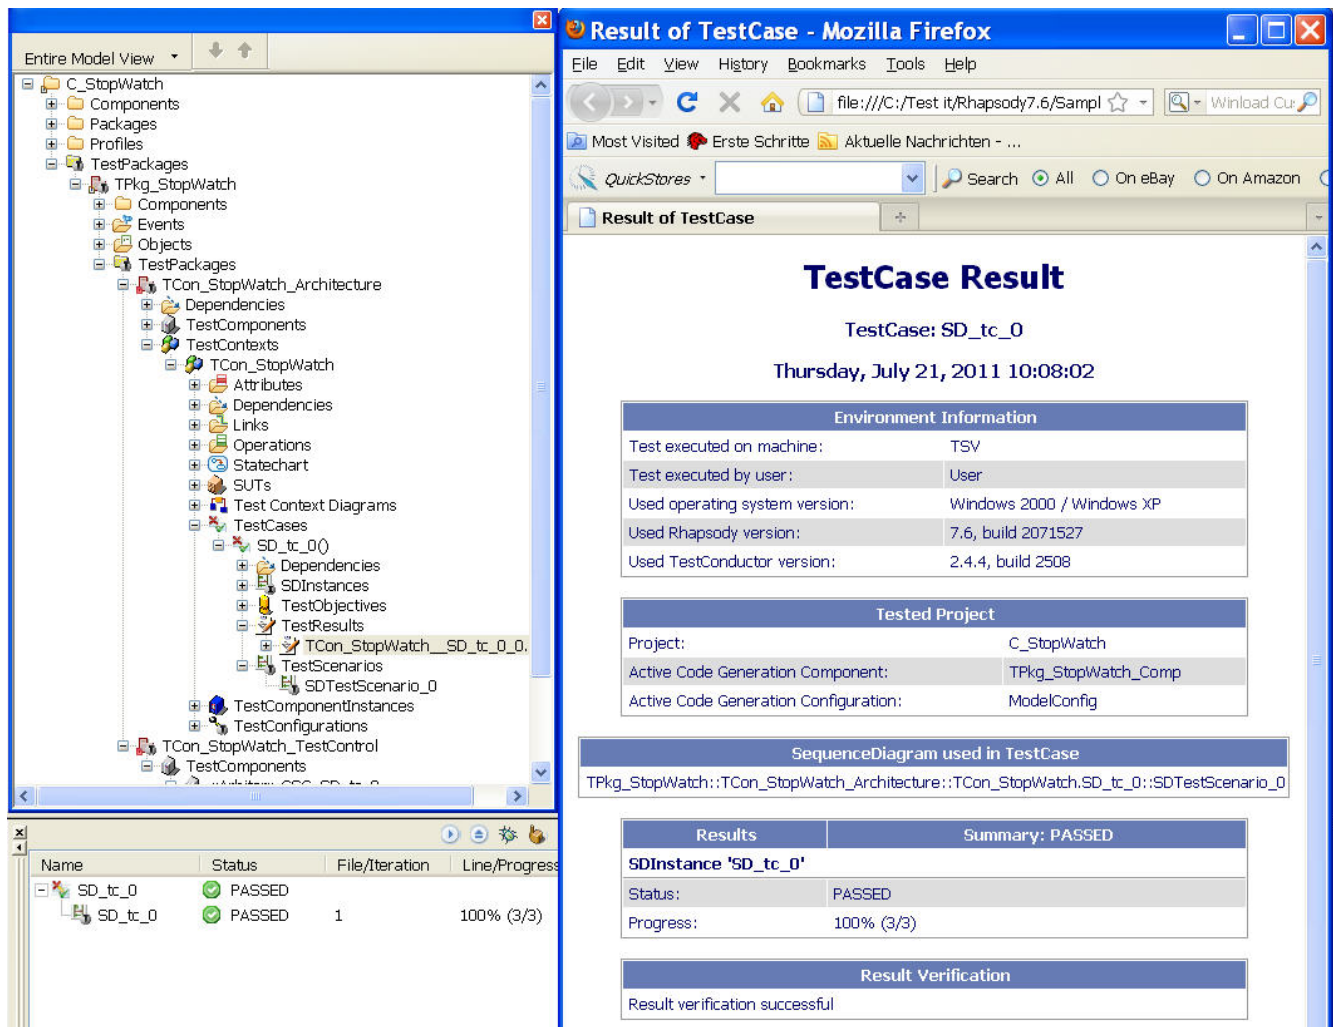 Entire Model View
C_StopWatch
Components
Packages
Profiles
TestPackages
TPkg_StopWatch
Components
Events
Objects
TestPackages
TCon_StopWatch_Architecture
Dependencies
TestComponents
TestContexts
TCon_StopWatch
Attributes
Dependencies
Links
Operations
Statechart
SUTs
Test Context Diagrams
TestCases
SD_tc_0()
Dependencies
SDInstances
TestObjectives
TestResults
TCon_StopWatch__SD_tc_0_0.
TestScenarios
SDTestScenario_0
TestComponentInstances
TestConfigurations
TCon_StopWatch_TestControl
TestComponents
Name Status File/Iteration Line/Progress
SD_tc_0 PASSED
SD_tc_0 PASSED 1 100% (3/3)
Result of TestCase - Mozilla Firefox
File Edit View History Bookmarks Tools Help
file:///C:/Test it/Rhapsody7.6/Sampl Winload Cu
Most Visited Erste Schritte Aktuelle Nachrichten - ...
QuickStores Search All On eBay On Amazon
Result of TestCase
TestCase Result
TestCase: SD_tc_0
Thursday, July 21, 2011 10:08:02
Environment Information
Test executed on machine: TSV
Test executed by user: User
Used operating system version: Windows 2000 / Windows XP
Used Rhapsody version: 7.6, build 2071527
Used TestConductor version: 2.4.4, build 2508
Tested Project
Project: C_StopWatch
Active Code Generation Component: TPkg_StopWatch_Comp
Active Code Generation Configuration: ModelConfig
SequenceDiagram used in TestCase
TPkg_StopWatch::TCon_StopWatch_Architecture::TCon_StopWatch.SD_tc_0::SDTestScenario_0
Results Summary: PASSED
SDInstance 'SD_tc_0'
Status: PASSED
Progress: 100% (3/3)
Result Verification
Result verification successful